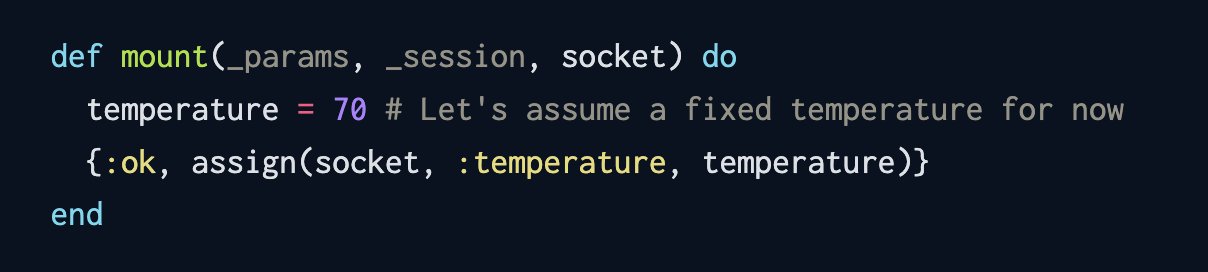 def mount(_params, _session, socket) do
  temperature = 70 # Let's assume a fixed temperature for now
  {:ok, assign(socket, :temperature, temperature)}
end